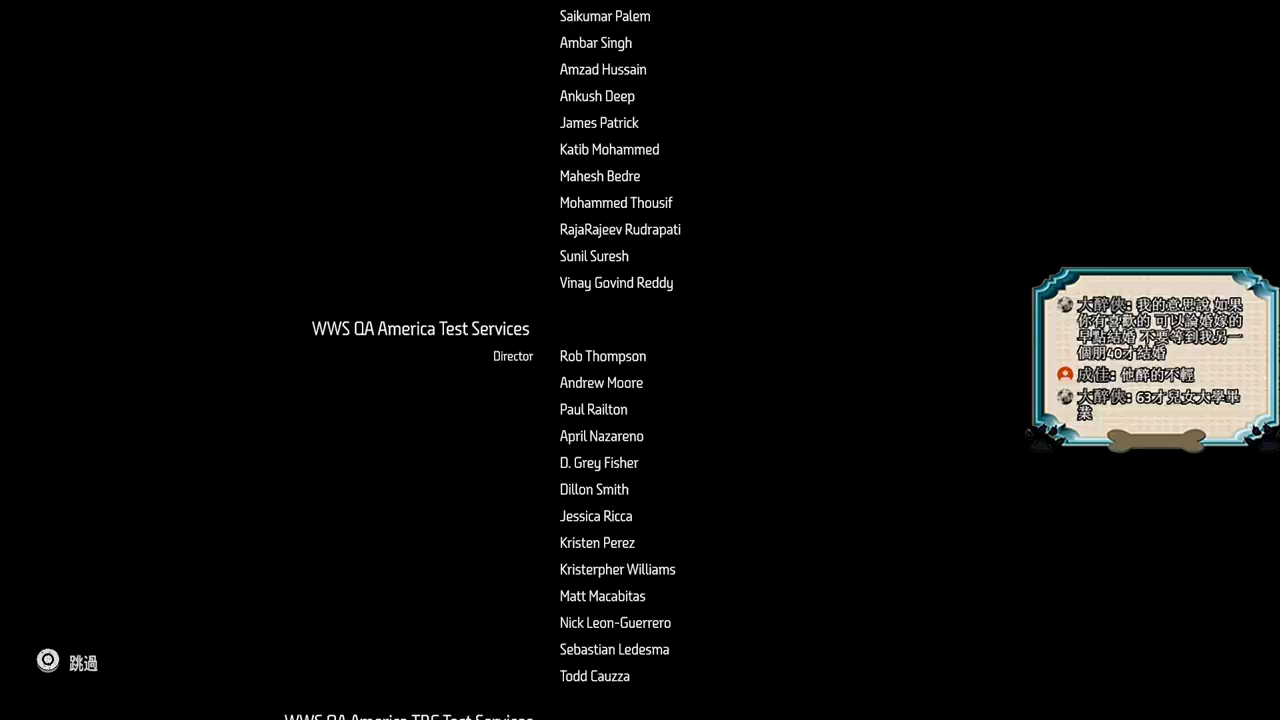 Saikumar Palem
Ambar Singh
Amzad Hussain
Ankush Deep
James Patrick
Katib Mohammed
Mahesh Bedre
Mohammed Thousif
RajaRajeev Rudrapati
Sunil Suresh
Vinay Govind Reddy
WWS QA America Test Services
Director Rob Thompson
Andrew Moore
Paul Railton
April Nazareno
D. Grey Fisher
Dillon Smith
Jessica Ricca
Kristen Perez
Kristerpher Williams
Matt Macabitas
Nick Leon-Guerrero
Sebastian Ledesma
Todd Cauzza
WWS QA America TRC Test Services
跳過
大醉俠: 我的意思說 如果
你有喜歡的 可以論婚嫁的
早點結婚 不要等到我另一
個朋40才結婚
成佳: 他醉的不輕
大醉俠: 63才兒女大學畢
業